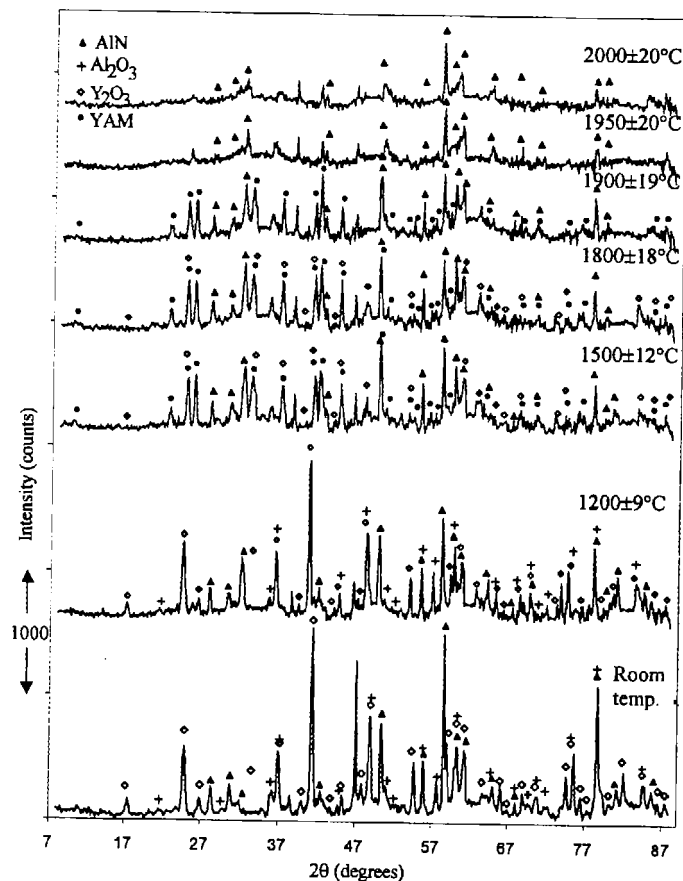 AlN
Al2O3
Y2O3
YAM
2000±20°C
1950±20°C
1900±19°C
1800±18°C
1500±12°C
1200±9°C
Room
temp.
Intensity (counts)
1000
7 17 27 37 47 57 67 77 87
2θ (degrees)